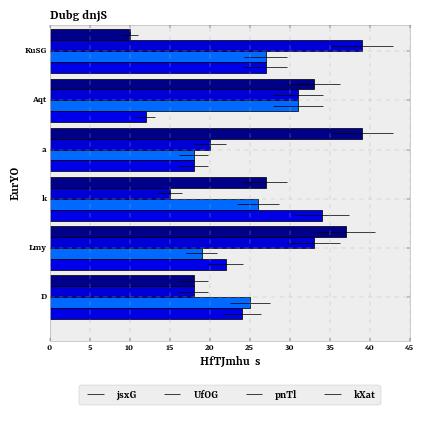 Dubg dnjS
KuSG
Aqt
a
k
Lmy
D
EurYO
0 5 10 15 20 25 30 35 40 45
HfTJmhu s
jsxG UfOG pnTl kXat